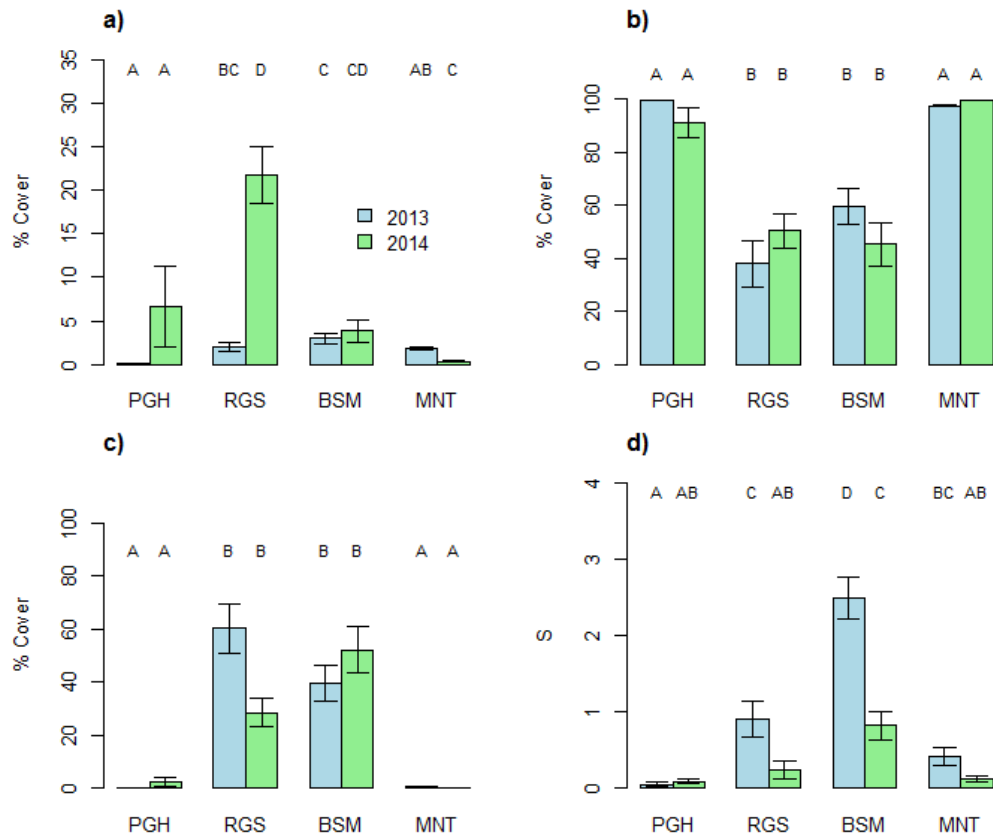 a)
A A BC D C CD AB C
35
30
25
20
15
10
5
0
% Cover
2013
2014
PGH RGS BSM MNT
b)
A A B B B B A A
100
80
60
40
20
0
% Cover
PGH RGS BSM MNT
c)
A A B B B B A A
100
80
60
40
20
0
% Cover
PGH RGS BSM MNT
d)
A AB C AB D C BC AB
4
3
2
1
0
S
PGH RGS BSM MNT